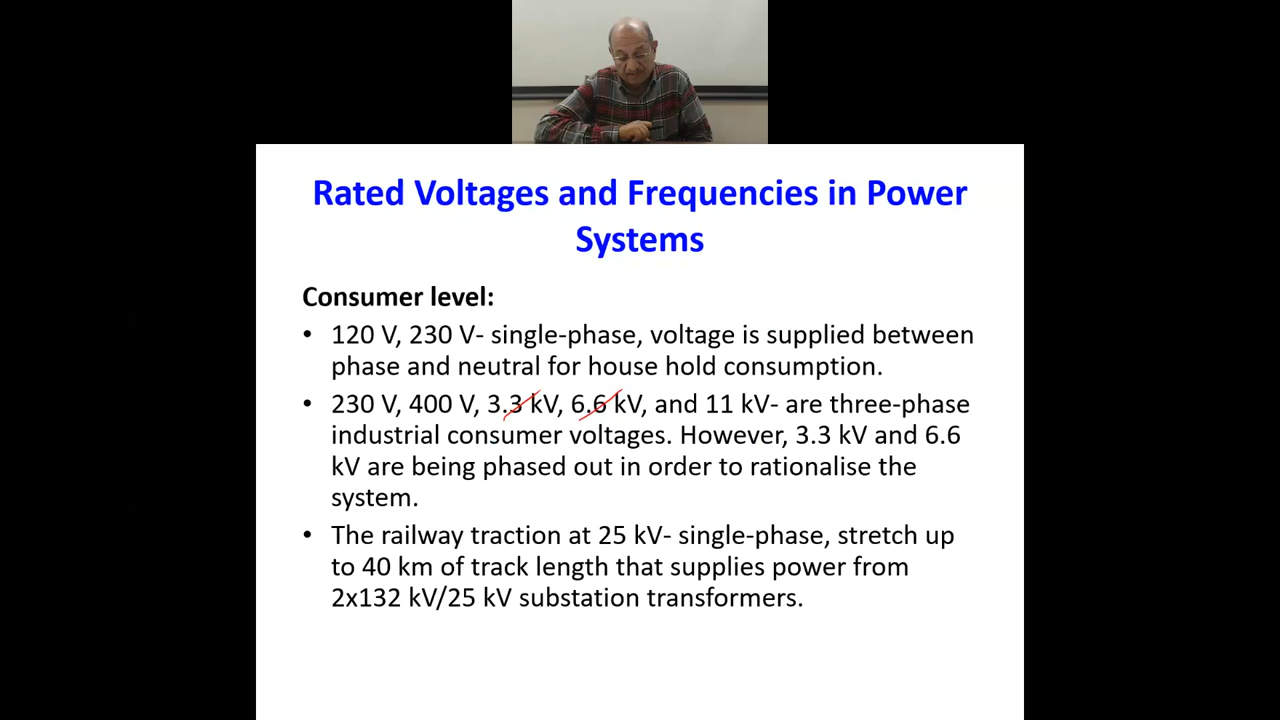 Rated Voltages and Frequencies in Power
Systems
Consumer level:
• 120 V, 230 V- single-phase, voltage is supplied between
phase and neutral for house hold consumption.
• 230 V, 400 V, 3.3 kV, 6.6 kV, and 11 kV- are three-phase
industrial consumer voltages. However, 3.3 kV and 6.6
kV are being phased out in order to rationalise the
system.
• The railway traction at 25 kV- single-phase, stretch up
to 40 km of track length that supplies power from
2x132 kV/25 kV substation transformers.